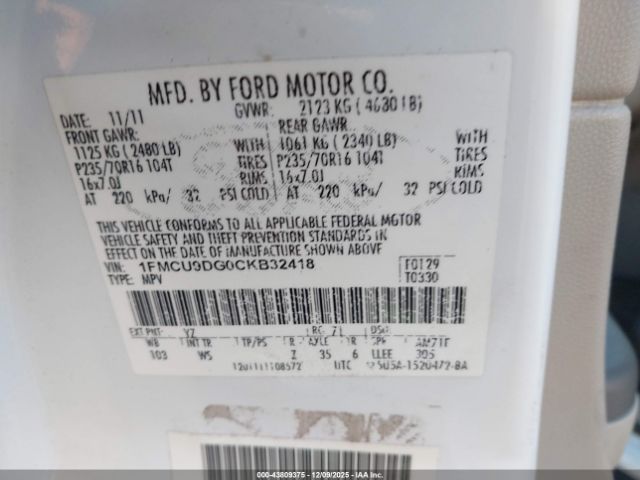 MFD. BY FORD MOTOR CO.
DATE: 11/11 GVWR: 2123 KG (4680 LB)
FRONT GAWR: REAR GAWR:
1125 KG (2480 LB) WITH 1061 KG (2340 LB) WITH
P235/70R16 104T TIRES P235/70R16 104T TIRES
16x7.0J RIMS 16x7.0J RIMS
AT 220 kPa/ 32 PSI COLD AT 220 kPa/ 32 PSI COLD
THIS VEHICLE CONFORMS TO ALL APPLICABLE FEDERAL MOTOR
VEHICLE SAFETY AND THEFT PREVENTION STANDARDS IN
EFFECT ON THE DATE OF MANUFACTURE SHOWN ABOVE.
VIN: 1FMCU9DG0CKB32418 F0129
TYPE: MPV T0330
EXT PNT: YZ RC: 71 DSO:
WB INT TR TP/PS R AXLE TR SPR
103 WS Z 35 6 LLEE 305
UTC
000-43809375 - 12/09/2025 - IAA, Inc.